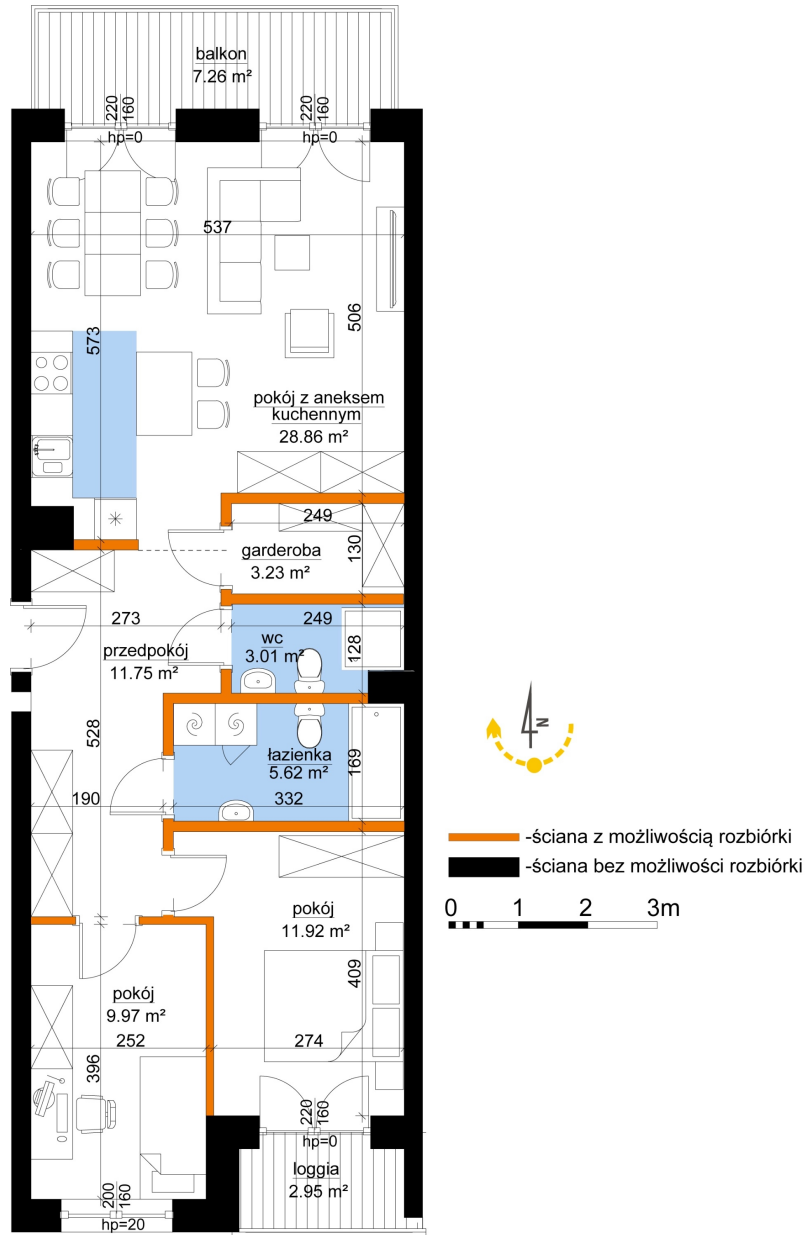 balkon
7.26 m²
220
160
hp=0
220
160
hp=0
537
573
506
pokój z aneksem
kuchennym
28.86 m²
249
garderoba
3.23 m²
130
273
249
wc
3.01 m²
128
przedpokój
11.75 m²
528
łazienka
5.62 m²
169
190
332
N
-ściana z możliwością rozbiórki
-ściana bez możliwości rozbiórki
0 1 2 3m
pokój
11.92 m²
409
pokój
9.97 m²
252
274
396
220
160
hp=0
loggia
2.95 m²
200
160
hp=20